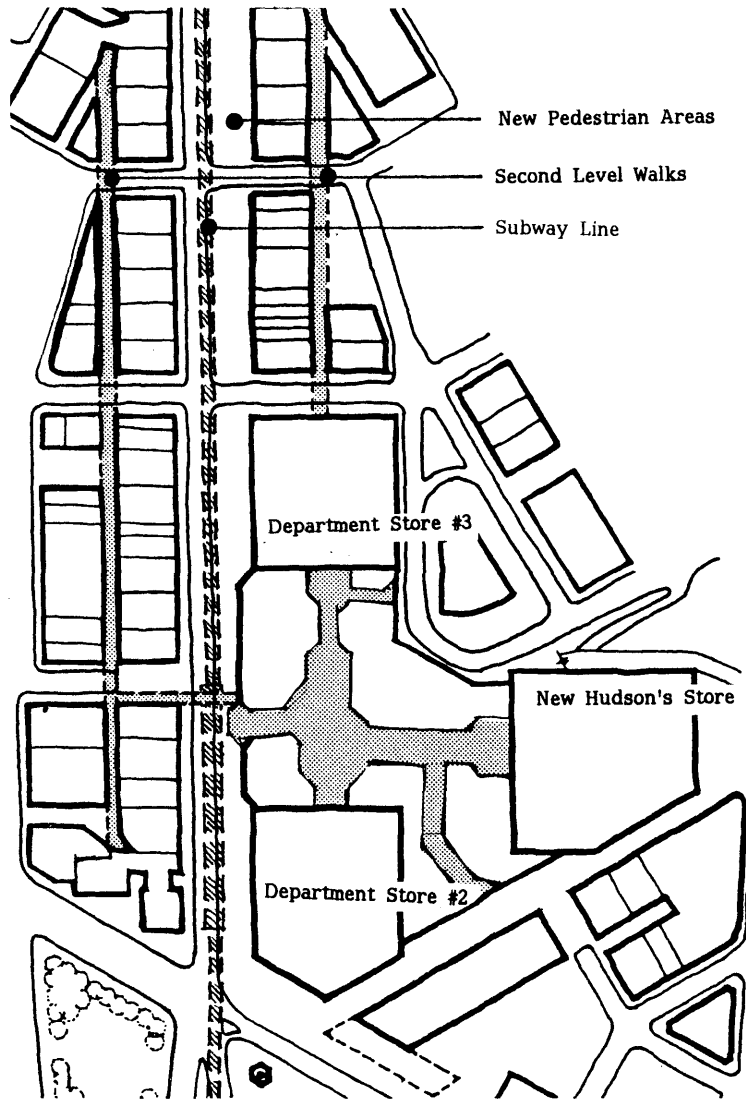 New Pedestrian Areas
Second Level Walks
Subway Line
Department Store #3
New Hudson's Store
Department Store #2